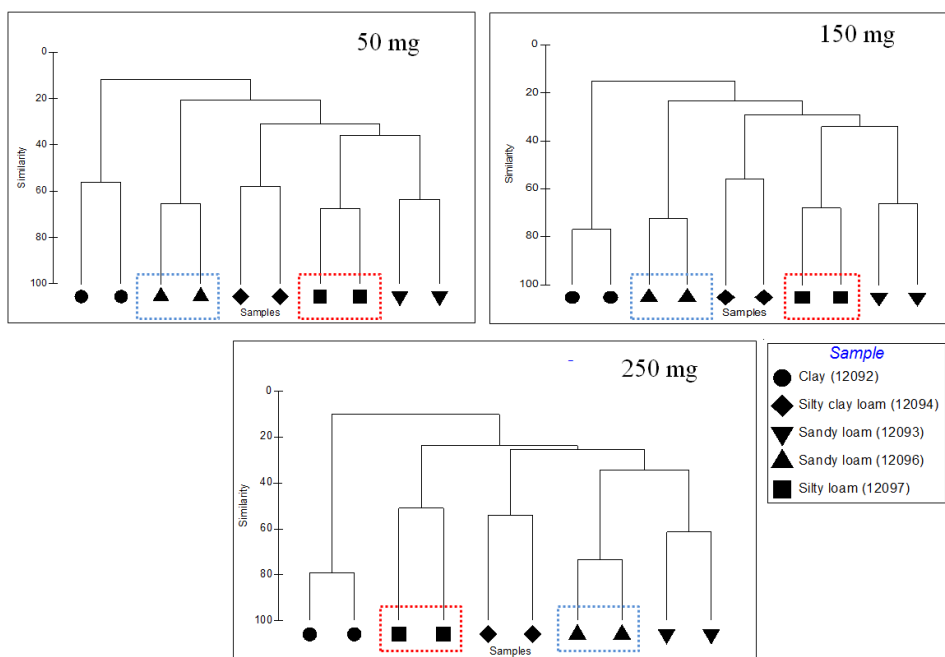 50 mg
0
20
40
60
80
100
Similarity
Samples
150 mg
0
20
40
60
80
100
Similarity
Samples
250 mg
0
20
40
60
80
100
Similarity
Samples
Sample
Clay (12092)
Silty clay loam (12094)
Sandy loam (12093)
Sandy loam (12096)
Silty loam (12097)